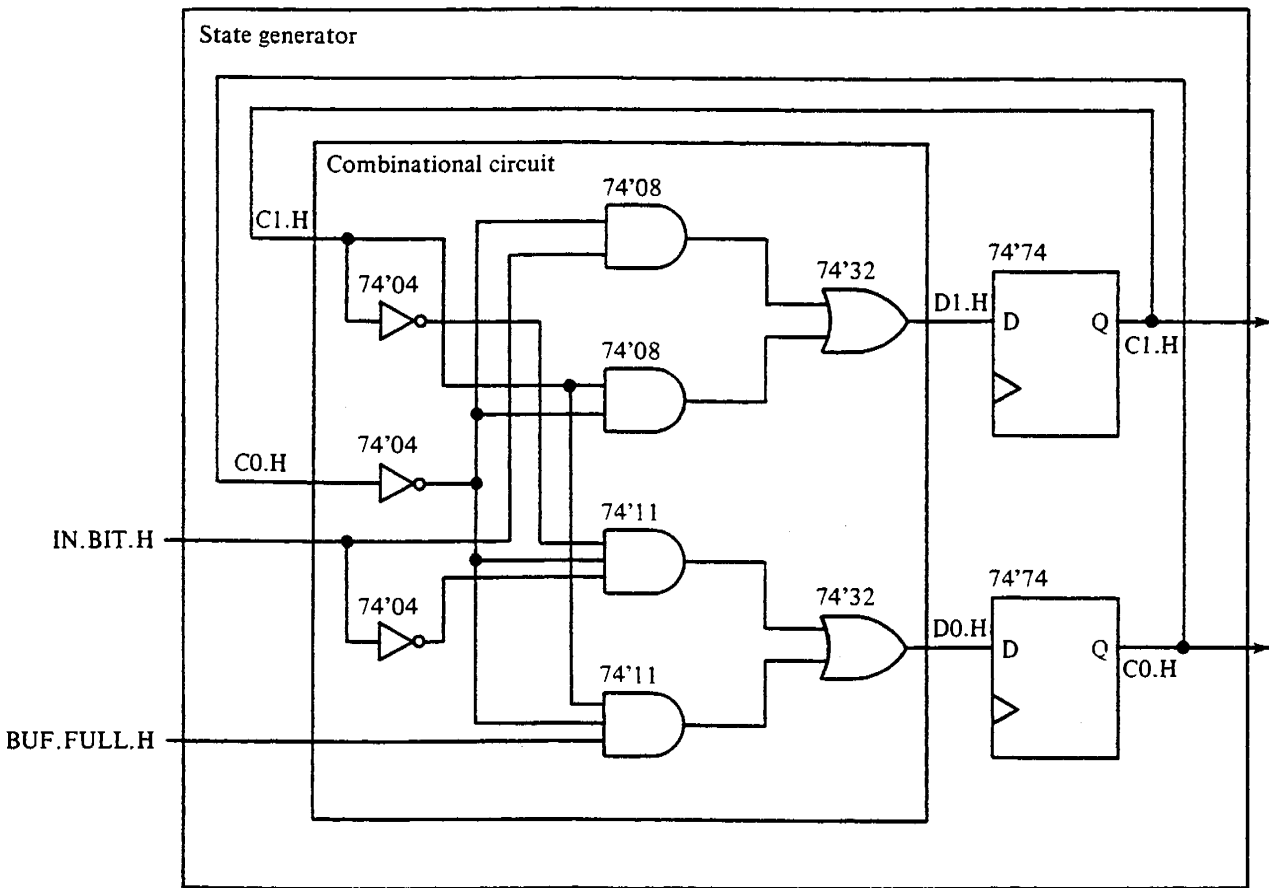 State generator
Combinational circuit
74'08
C1.H
74'04
74'32
D1.H
74'74
D
Q
C1.H
74'08
74'04
C0.H
74'11
IN.BIT.H
74'04
74'32
D0.H
74'74
D
Q
C0.H
74'11
BUF.FULL.H